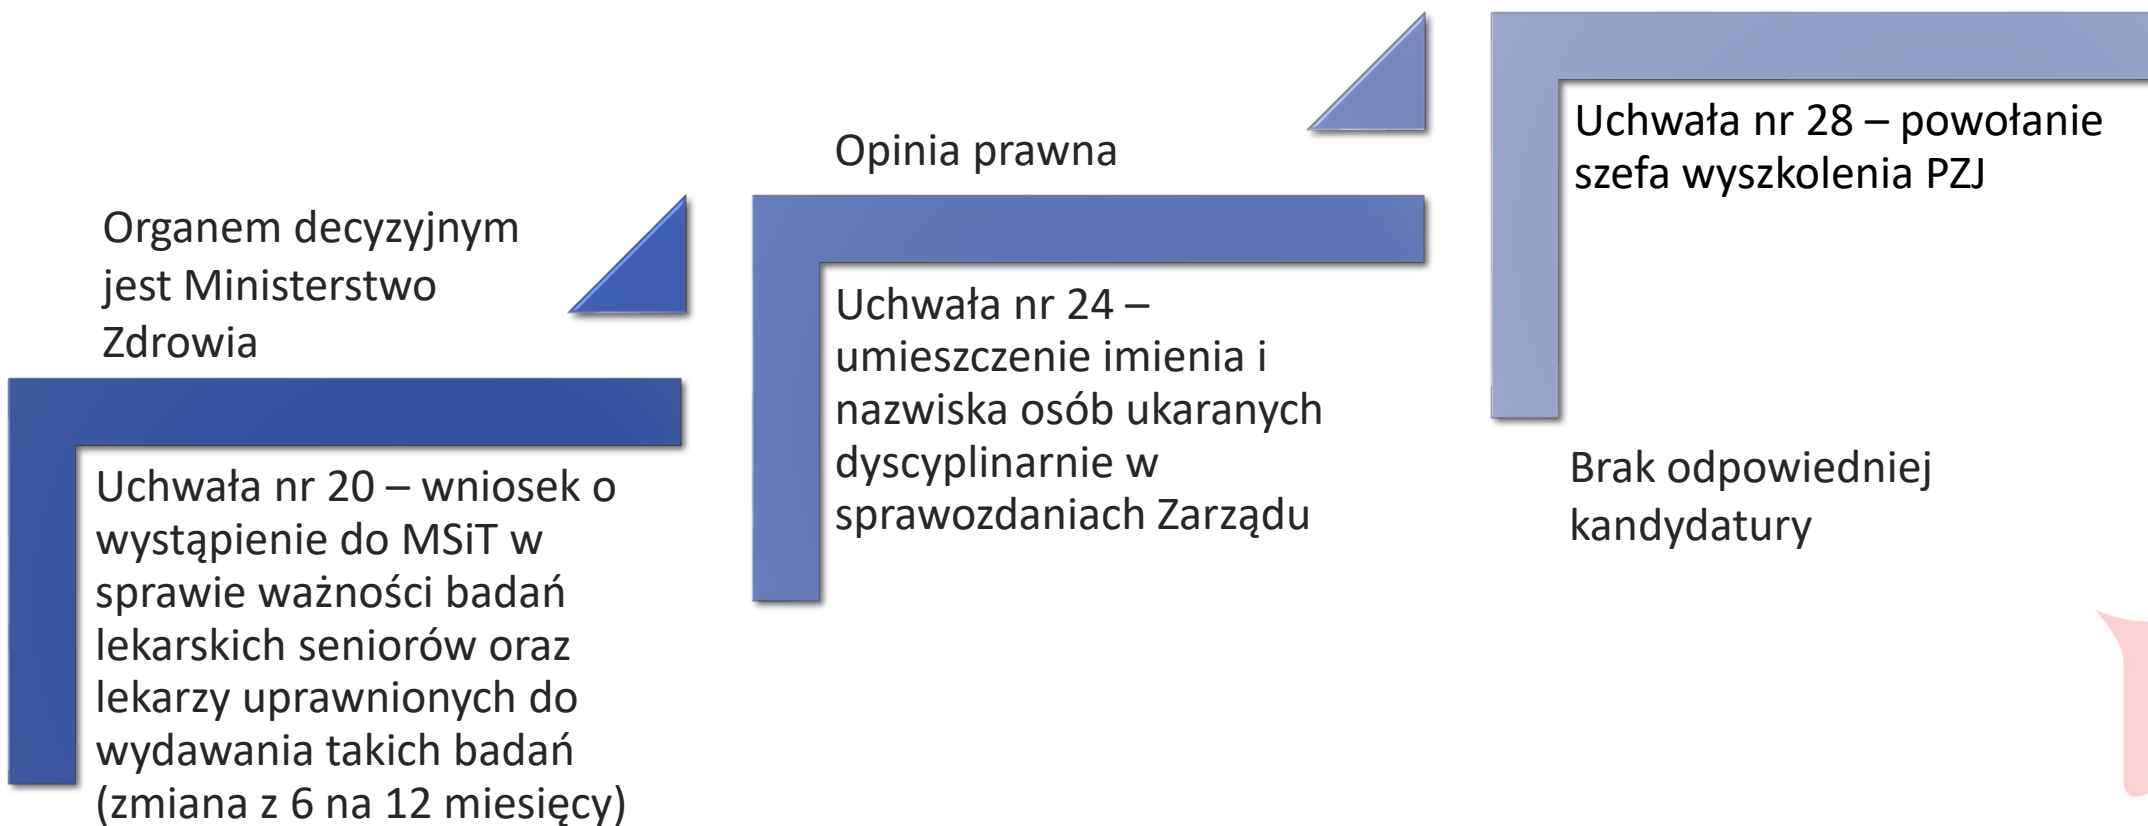 Organem decyzyjnym
jest Ministerstwo
Zdrowia
Uchwała nr 20 – wniosek o
wystąpienie do MSiT w
sprawie ważności badań
lekarskich seniorów oraz
lekarzy uprawnionych do
wydawania takich badań
(zmiana z 6 na 12 miesięcy)
Opinia prawna
Uchwała nr 24 –
umieszczenie imienia i
nazwiska osób ukaranych
dyscyplinarnie w
sprawozdaniach Zarządu
Uchwała nr 28 – powołanie
szefa wyszkolenia PZJ
Brak odpowiedniej
kandydatury